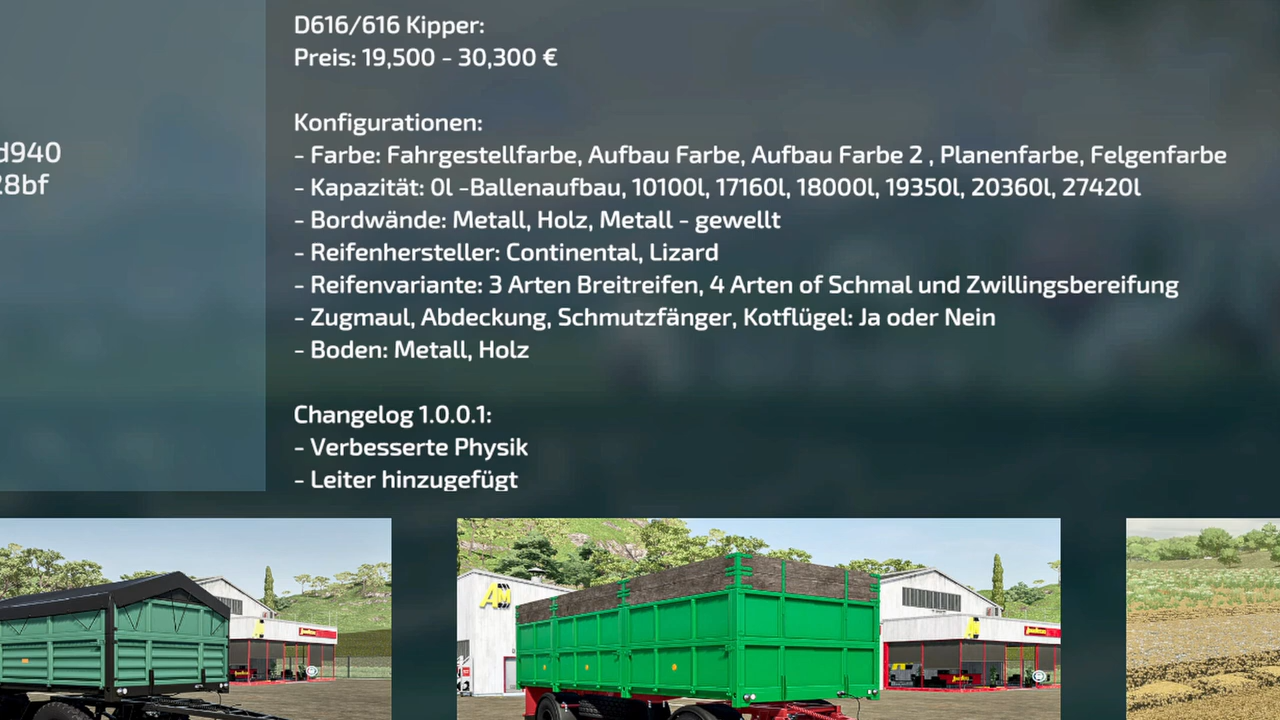 D616/616 Kipper:
Preis: 19,500 - 30,300 €
Konfigurationen:
- Farbe: Fahrgestellfarbe, Aufbau Farbe, Aufbau Farbe 2 , Planenfarbe, Felgenfarbe
- Kapazität: 0l -Ballenaufbau, 10100l, 17160l, 18000l, 19350l, 20360l, 27420l
- Bordwände: Metall, Holz, Metall - gewellt
- Reifenhersteller: Continental, Lizard
- Reifenvariante: 3 Arten Breitreifen, 4 Arten of Schmal und Zwillingsbereifung
- Zugmaul, Abdeckung, Schmutzfänger, Kotflügel: Ja oder Nein
- Boden: Metall, Holz
Changelog 1.0.0.1:
- Verbesserte Physik
- Leiter hinzugefügt
d940
28bf
AM